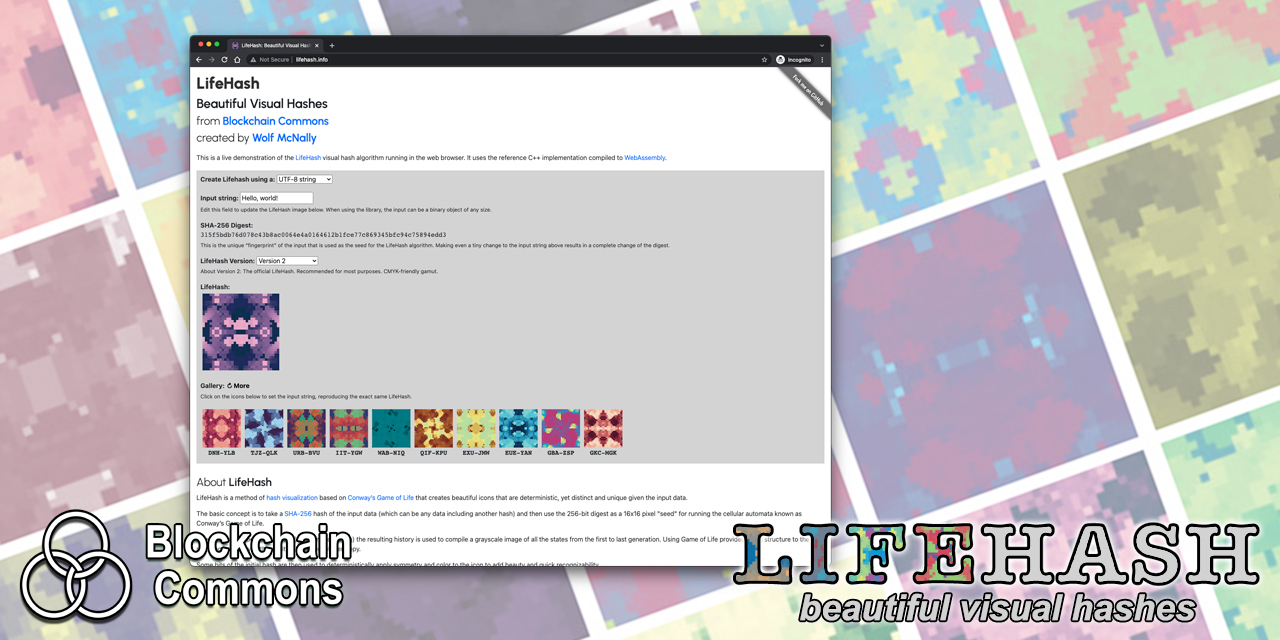 LifeHash: Beautiful Visual Has
Not Secure | lifehash.info
Incognito
Fork me on GitHub
LifeHash
Beautiful Visual Hashes
from Blockchain Commons
created by Wolf McNally
This is a live demonstration of the LifeHash visual hash algorithm running in the web browser. It uses the reference C++ implementation compiled to WebAssembly.
Create Lifehash using a: UTF-8 string
Input string: Hello, world!
Edit this field to update the LifeHash image below. When using the library, the input can be a binary object of any size.
SHA-256 Digest:
315f5bdb76d078c43b8ac0064e4a0164612b1fce77c869345bfc94c75894edd3
This is the unique "fingerprint" of the input that is used as the seed for the LifeHash algorithm. Making even a tiny change to the input string above results in a complete change of the digest.
LifeHash Version: Version 2
About Version 2: The official LifeHash. Recommended for most purposes. CMYK-friendly gamut.
LifeHash:
Gallery: More
Click on the icons below to set the input string, reproducing the exact same LifeHash.
DNH-YLB TJZ-QLK URB-BVU IIT-YGW WAB-NIQ QIF-KPU EXU-JMW EUE-YAN GBA-ZSP GKC-MGK
About LifeHash
LifeHash is a method of hash visualization based on Conway's Game of Life that creates beautiful icons that are deterministic, yet distinct and unique given the input data.
The basic concept is to take a SHA-256 hash of the input data (which can be any data including another hash) and then use the 256-bit digest as a 16x16 pixel "seed" for running the cellular automata known as
Conway's Game of Life.
) the resulting history is used to compile a grayscale image of all the states from the first to last generation. Using Game of Life provide structure to the
py.
Some bits of the initial hash are then used to deterministically apply symmetry and color to the icon to add beauty and quick recognizability.
Blockchain
Commons
LIFEHASH
beautiful visual hashes